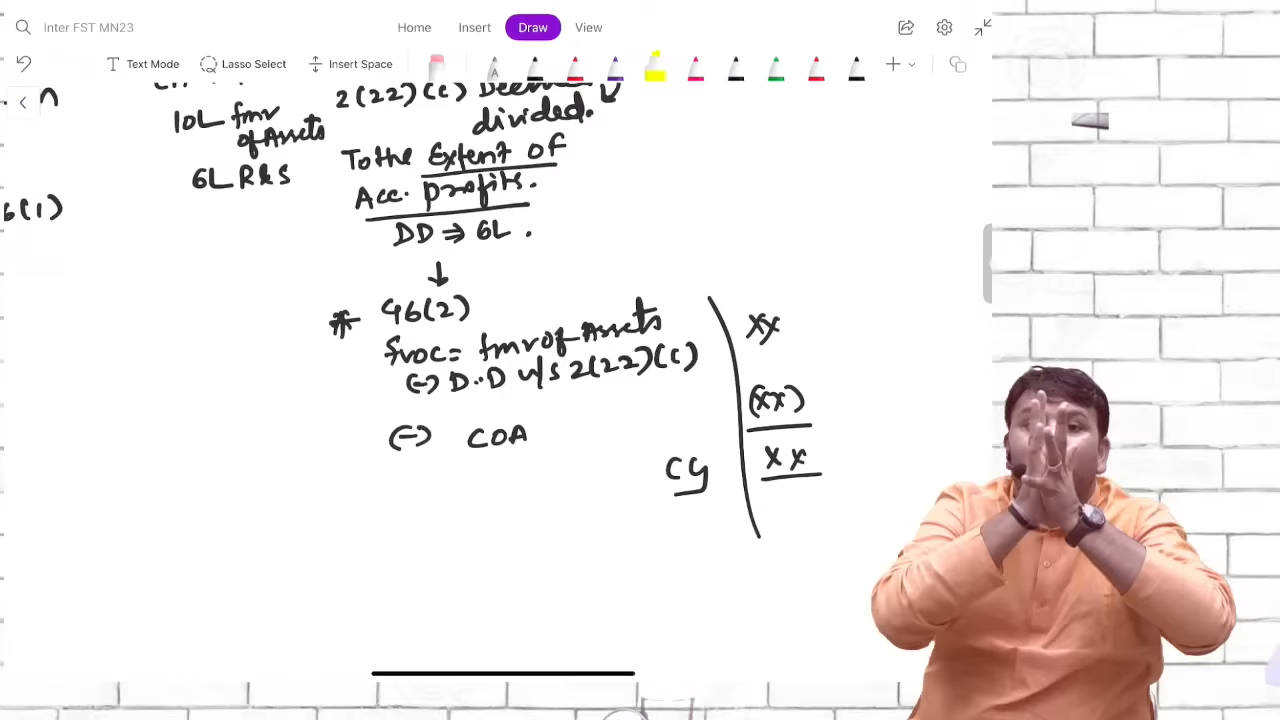 Inter FST MN23
Home Insert Draw View
Text Mode Lasso Select Insert Space
n
10L fmv
of Assets
6L R&S
6(1)
2(22)(c) Deemed
divided.
To the Extent of
Acc. profits.
DD ⇒ 6L.
↓
* 46(2)
fvoc = fmv of Assets xx
(-) D.D u/s 2(22)(c)
(-) COA (xx)
CG xx